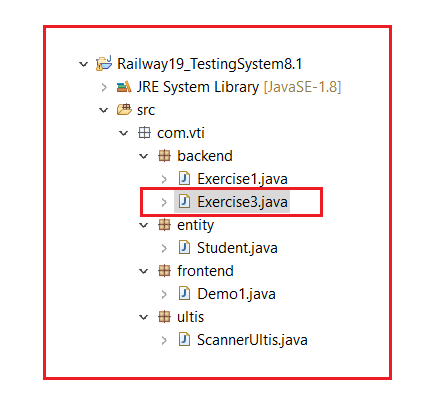 Railway19_TestingSystem8.1
JRE System Library [JavaSE-1.8]
src
com.vti
backend
Exercise1.java
Exercise3.java
entity
Student.java
frontend
Demo1.java
ultis
ScannerUltis.java